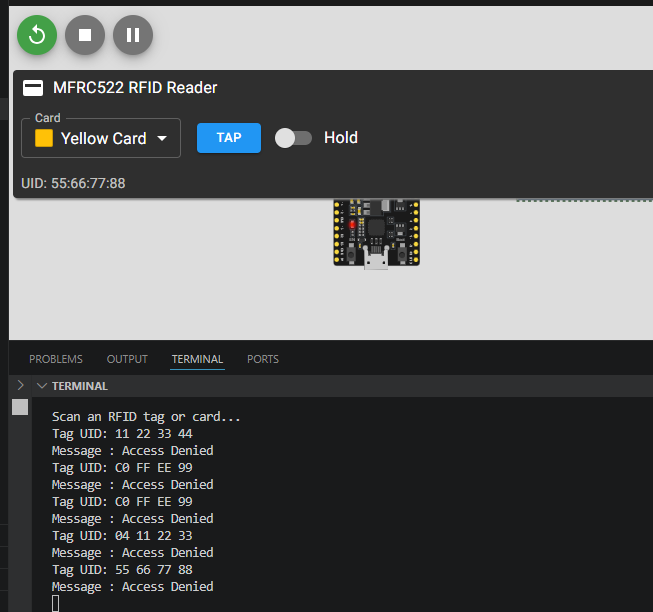 MFRC522 RFID Reader
Card
Yellow Card
TAP
Hold
UID: 55:66:77:88
PROBLEMS OUTPUT TERMINAL PORTS
TERMINAL
Scan an RFID tag or card...
Tag UID: 11 22 33 44
Message : Access Denied
Tag UID: C0 FF EE 99
Message : Access Denied
Tag UID: C0 FF EE 99
Message : Access Denied
Tag UID: 04 11 22 33
Message : Access Denied
Tag UID: 55 66 77 88
Message : Access Denied